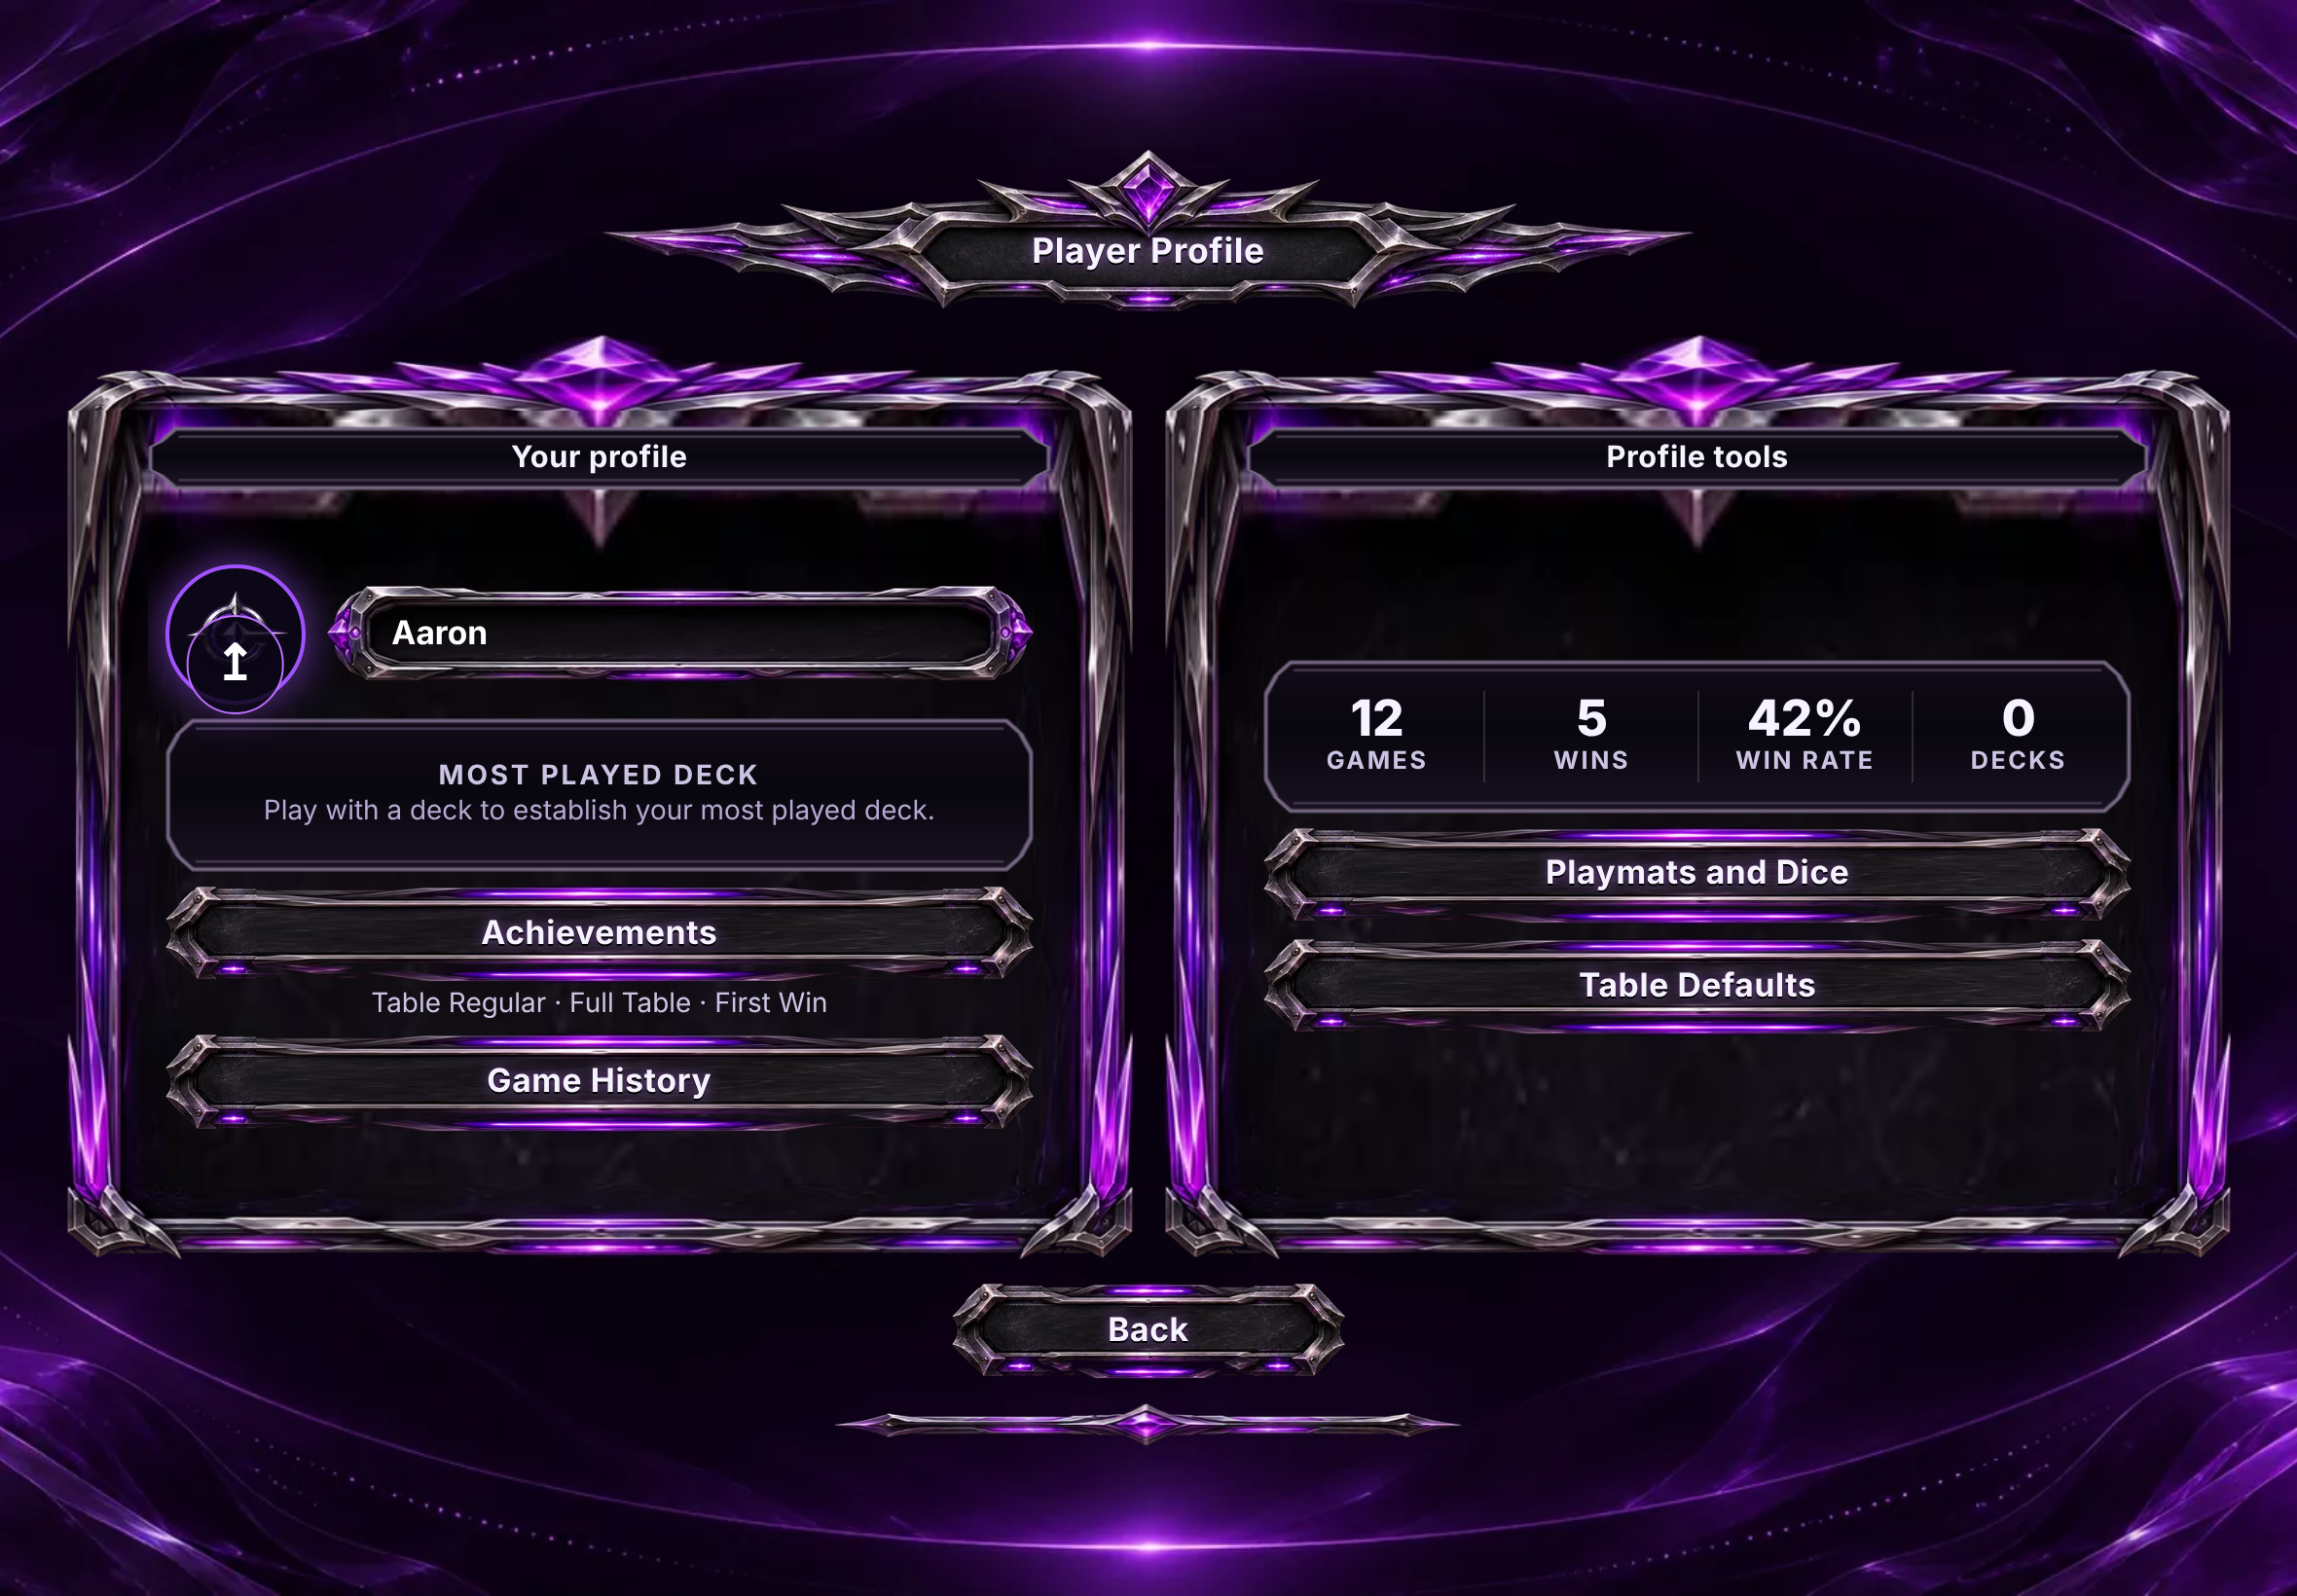 Player Profile
Your profile
Aaron
MOST PLAYED DECK
Play with a deck to establish your most played deck.
Achievements
Table Regular · Full Table · First Win
Game History
Profile tools
12
GAMES
5
WINS
42%
WIN RATE
0
DECKS
Playmats and Dice
Table Defaults
Back